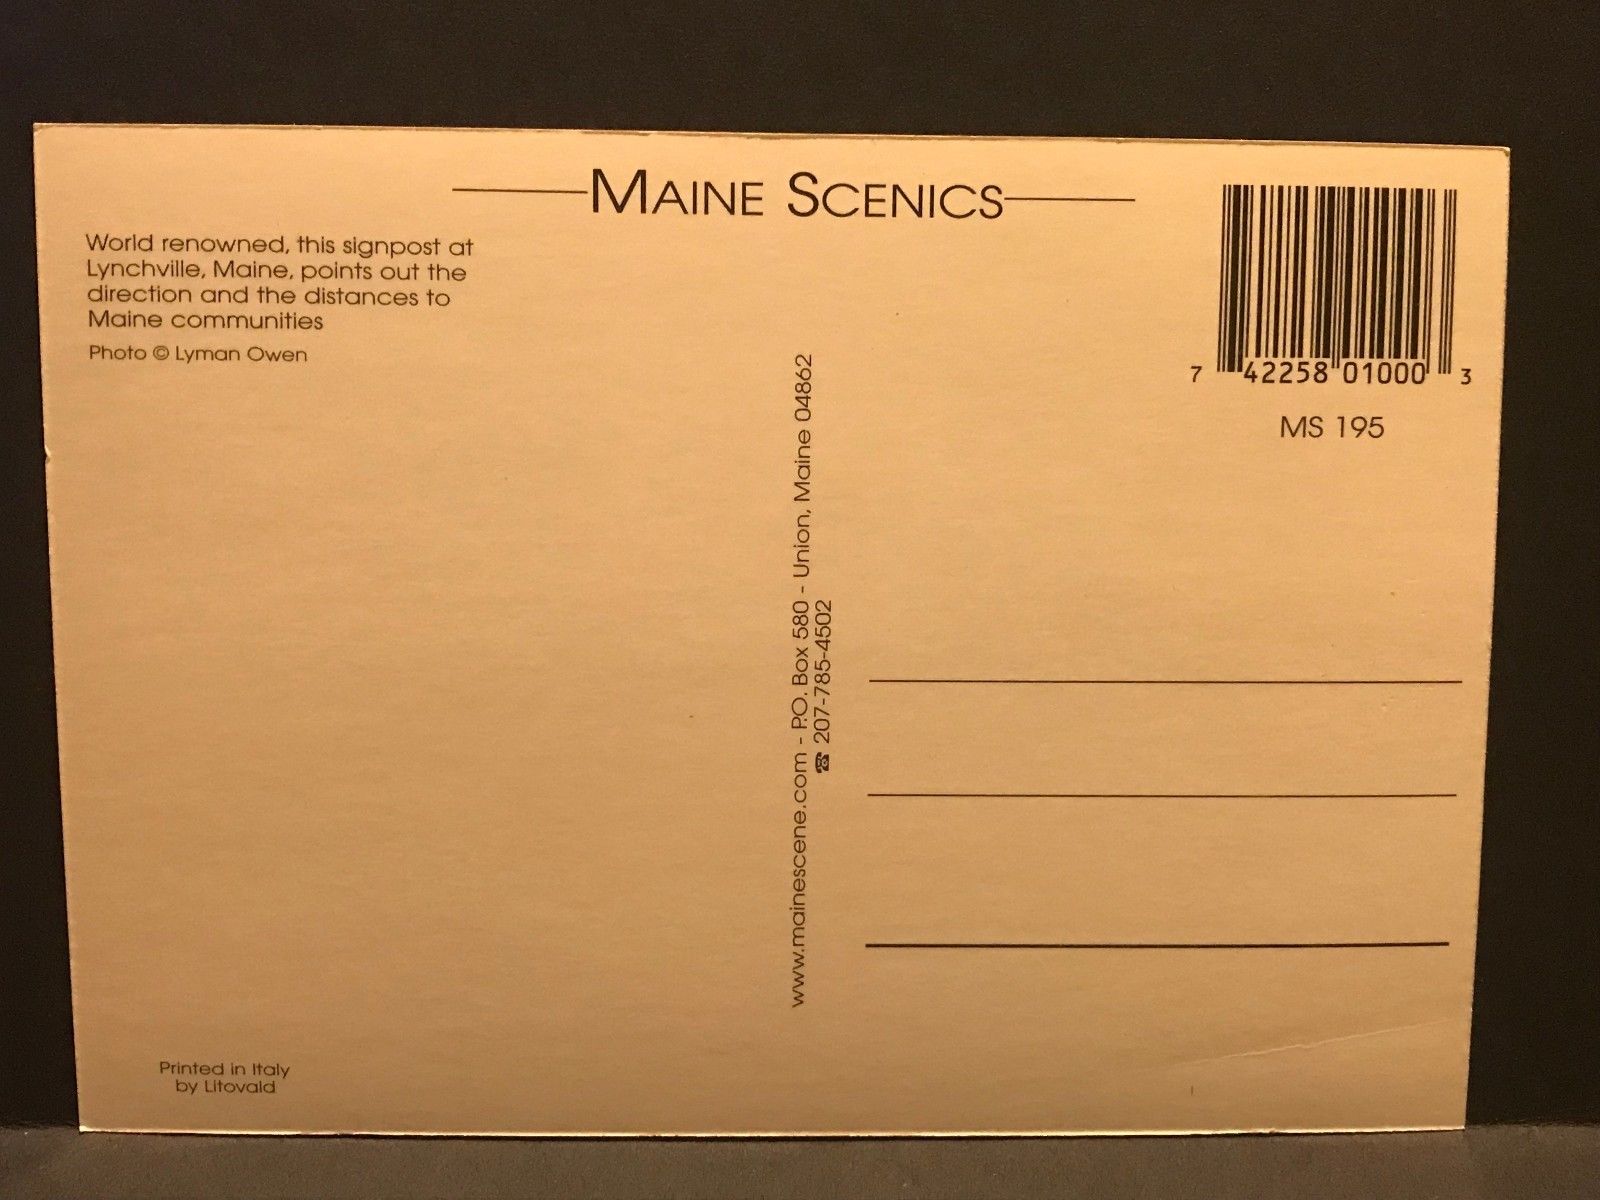 MAINE SCENICS
World renowned, this signpost at
Lynchville, Maine, points out the
direction and the distances to
Maine communities
Photo © Lyman Owen
7 42258 01000 3
MS 195
www.mainescene.com - P.O. Box 580 - Union, Maine 04862
☎ 207-785-4502
Printed in Italy
by Litovald